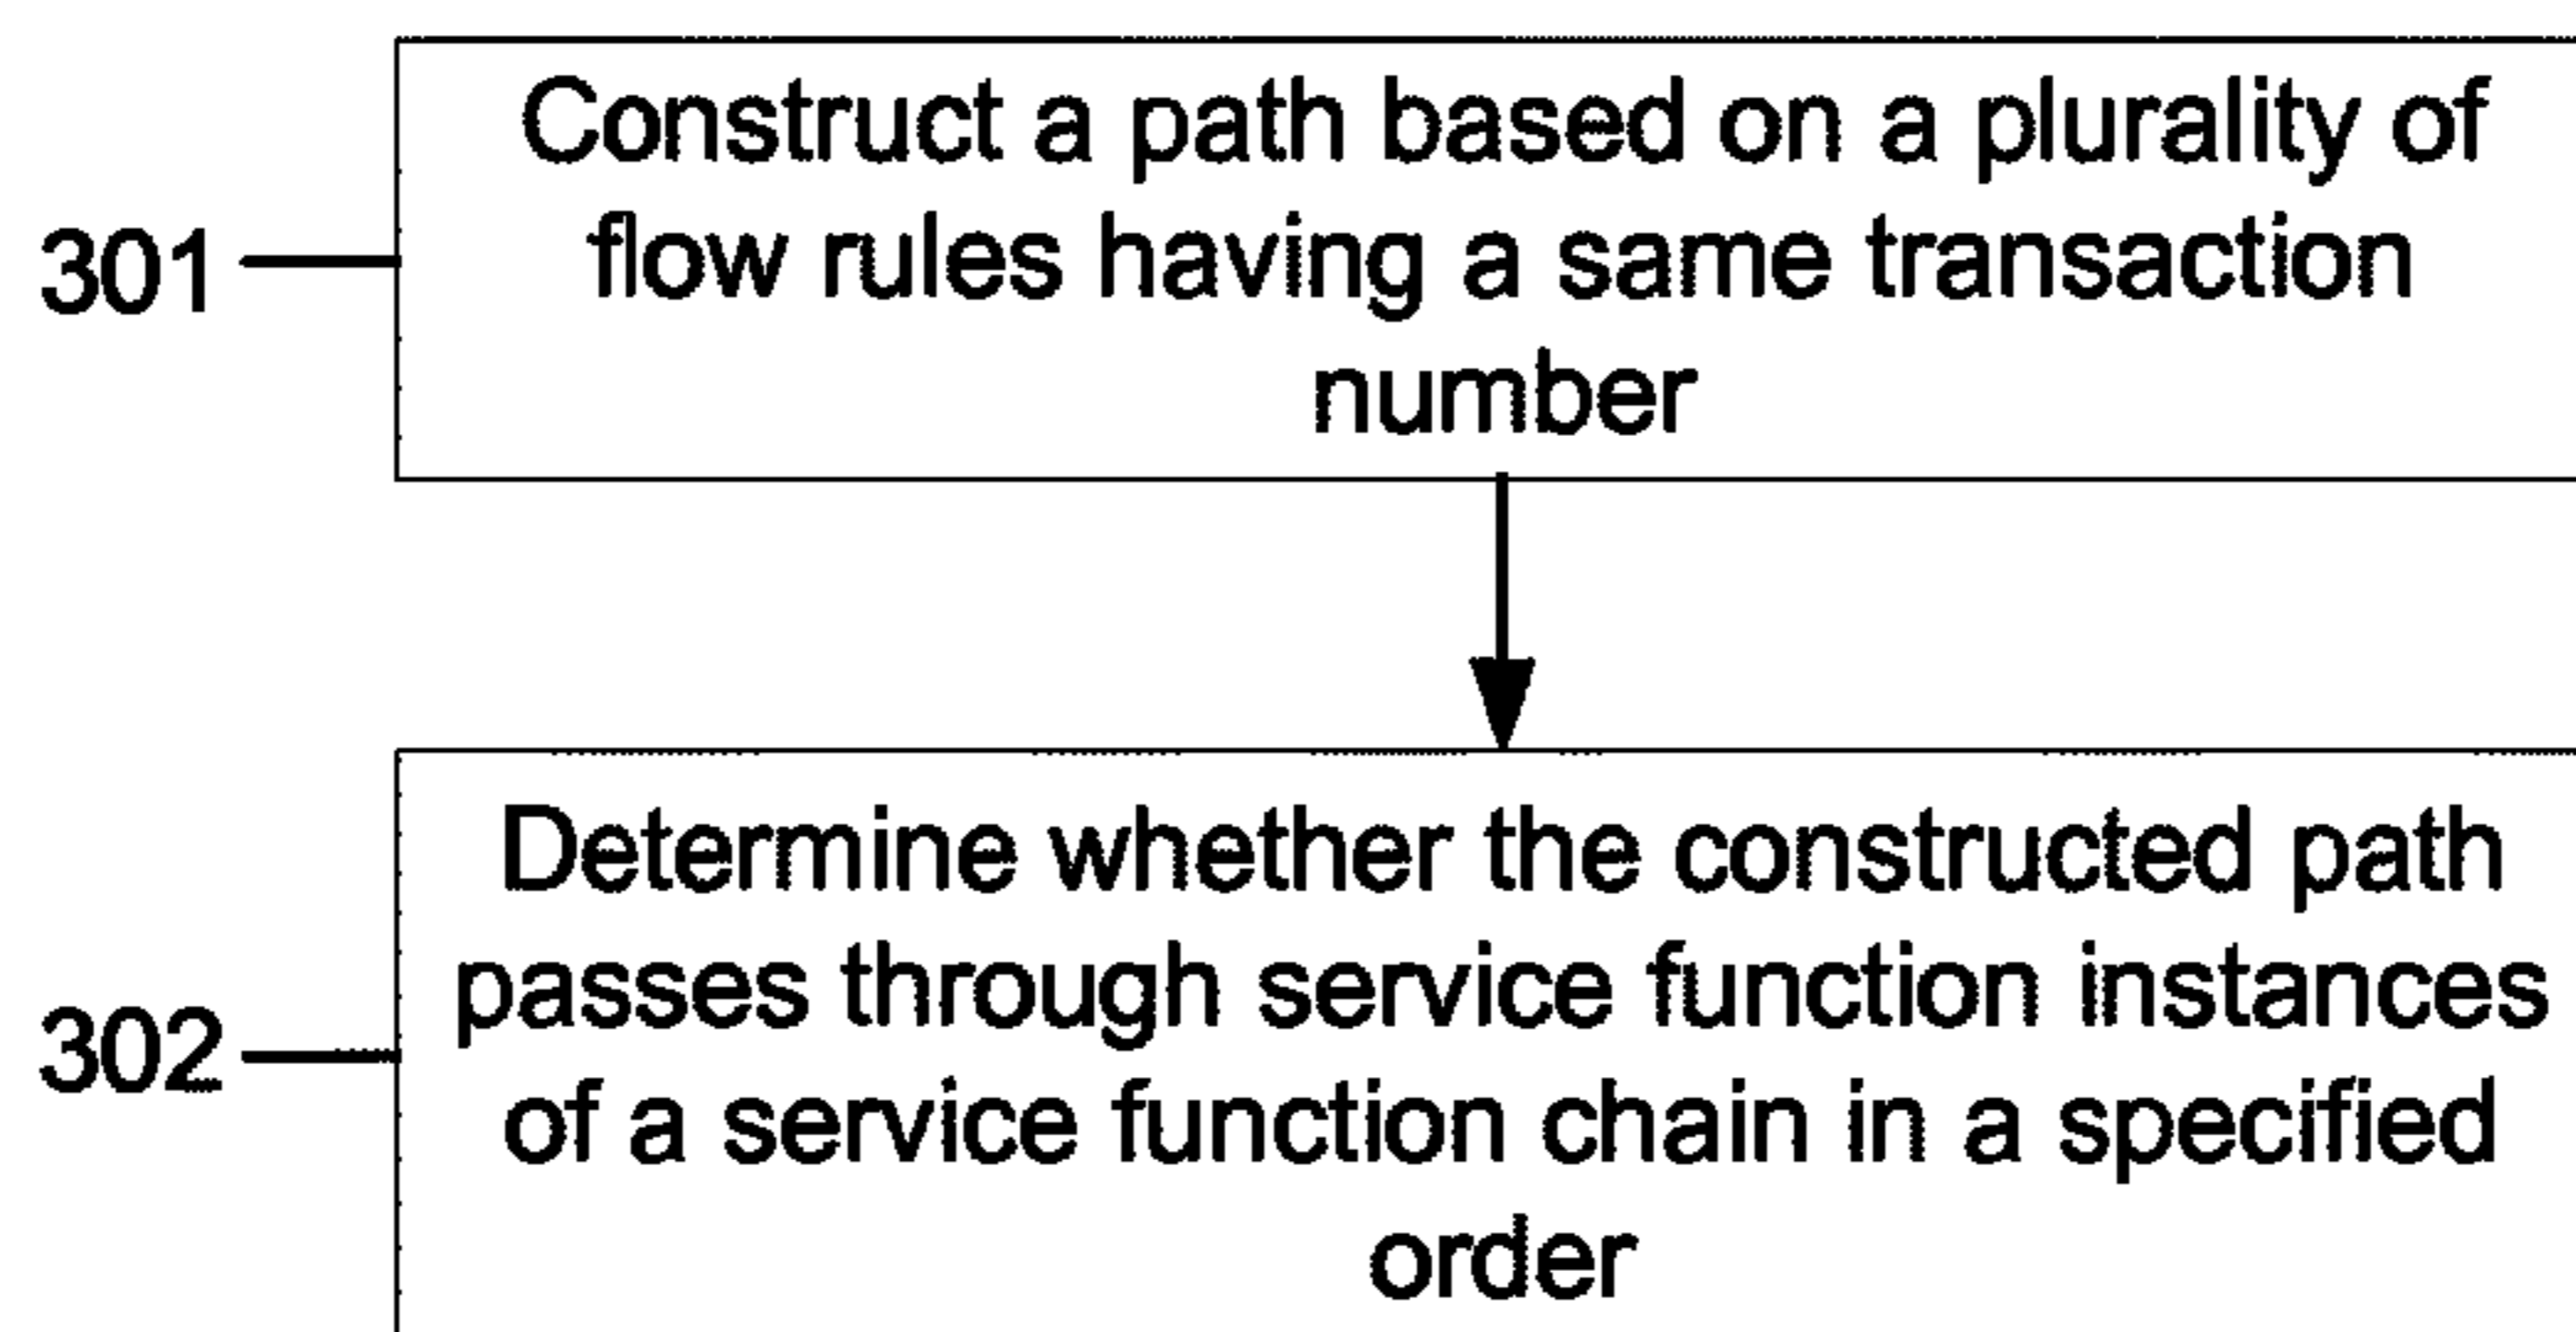 Construct a path based on a plurality of
flow rules having a same transaction
number
301
Determine whether the constructed path
passes through service function instances
of a service function chain in a specified
order
302